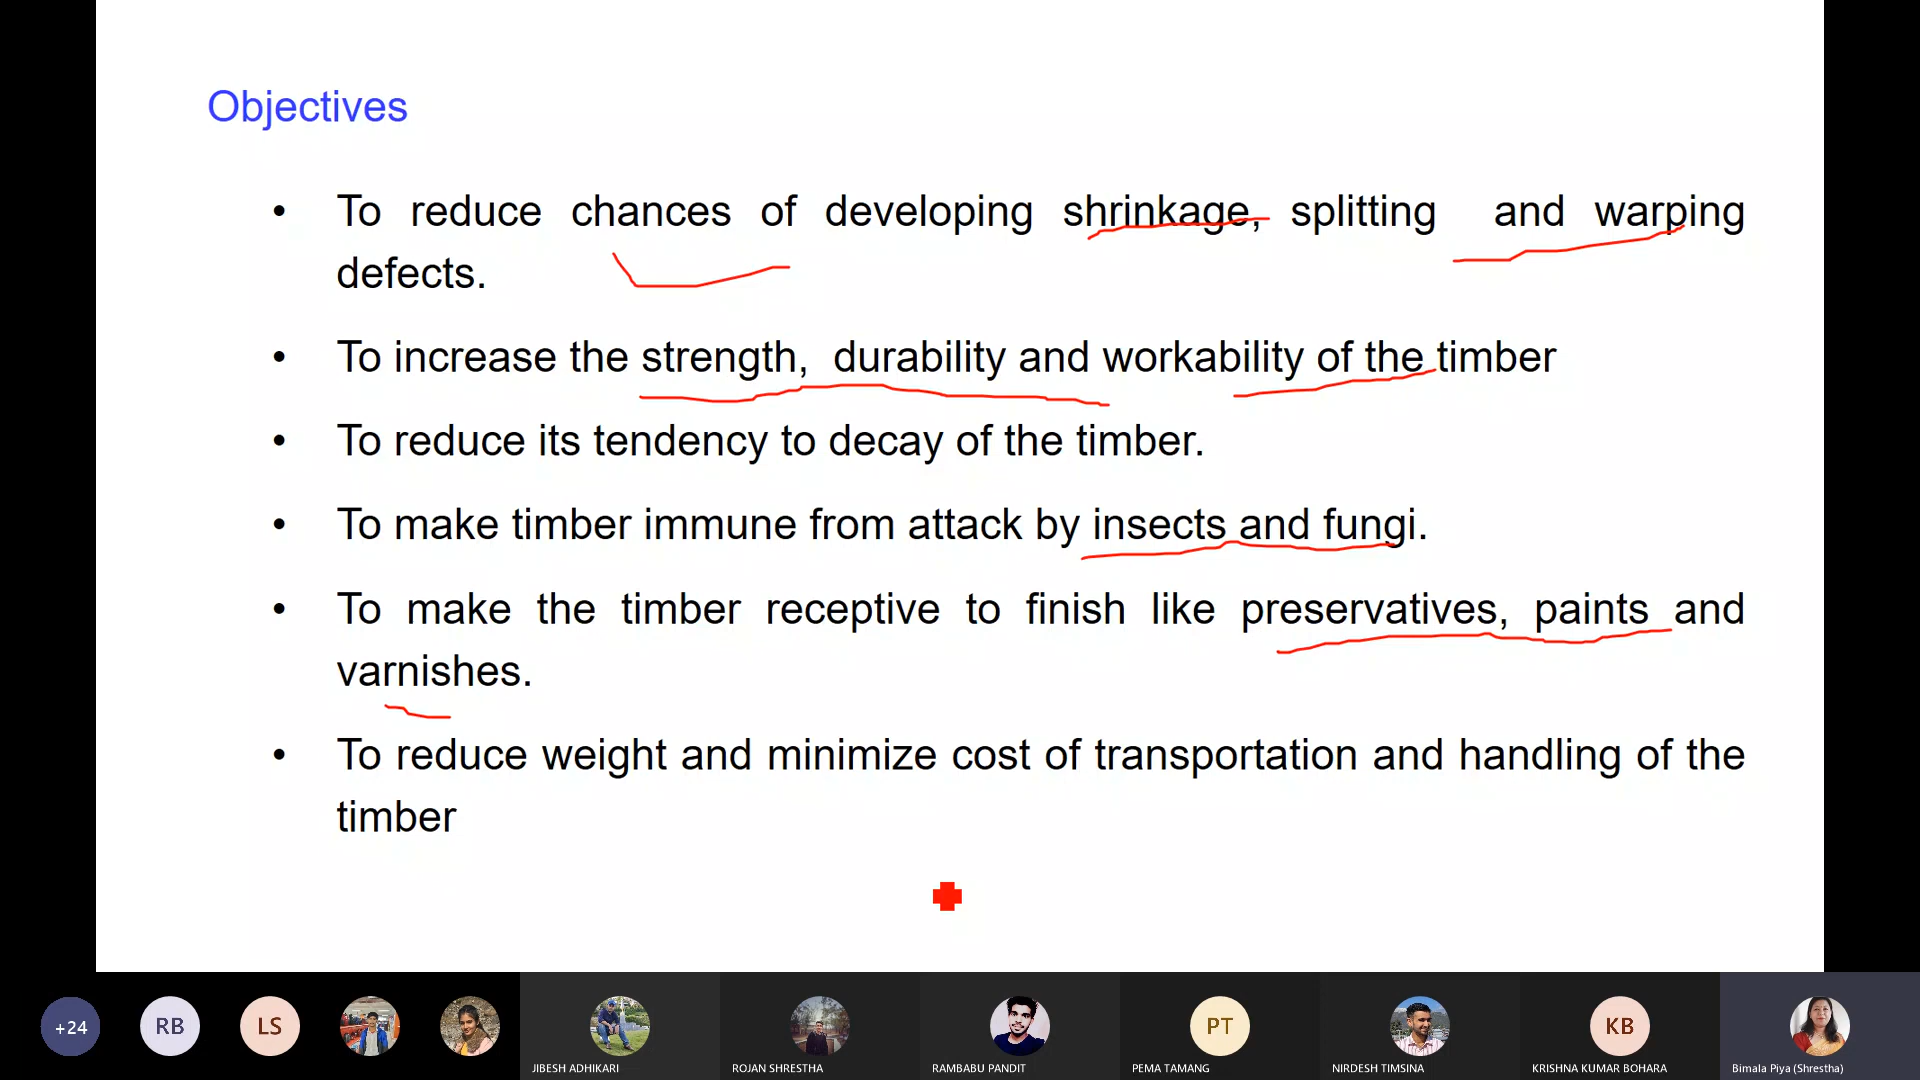 Objectives
• To reduce chances of developing shrinkage, splitting and warping
defects.
• To increase the strength, durability and workability of the timber
• To reduce its tendency to decay of the timber.
• To make timber immune from attack by insects and fungi.
• To make the timber receptive to finish like preservatives, paints and
varnishes.
• To reduce weight and minimize cost of transportation and handling of the
timber
+24 RB LS PT KB
JIBESH ADHIKARI ROJAN SHRESTHA RAMBABU PANDIT PEMA TAMANG NIRDESH TIMSINA KRISHNA KUMAR BOHARA Bimala Piya (Shrestha)